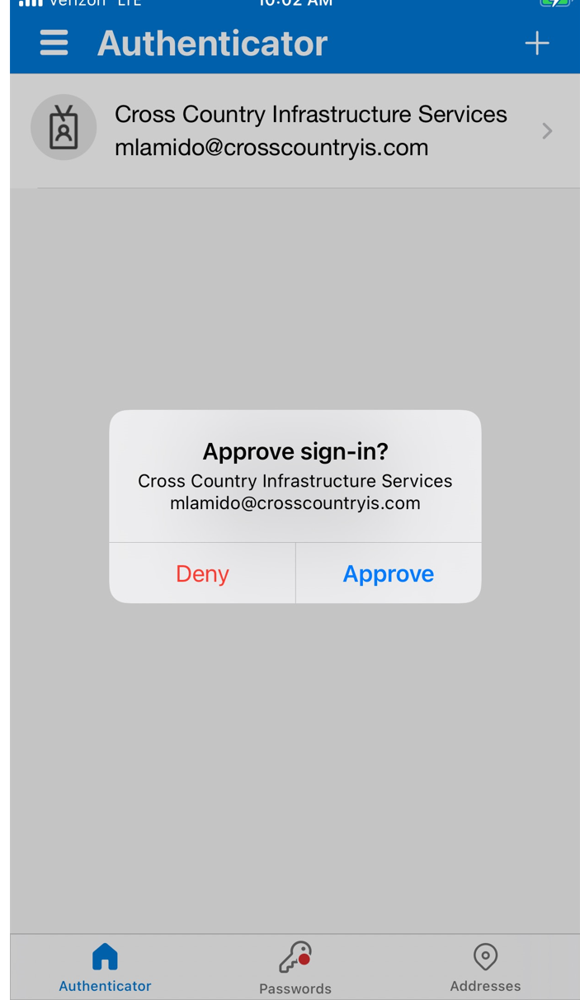 Verizon LTE 10:02 AM
Authenticator
Cross Country Infrastructure Services
mlamido@crosscountryis.com
Approve sign-in?
Cross Country Infrastructure Services
mlamido@crosscountryis.com
Deny Approve
Authenticator Passwords Addresses